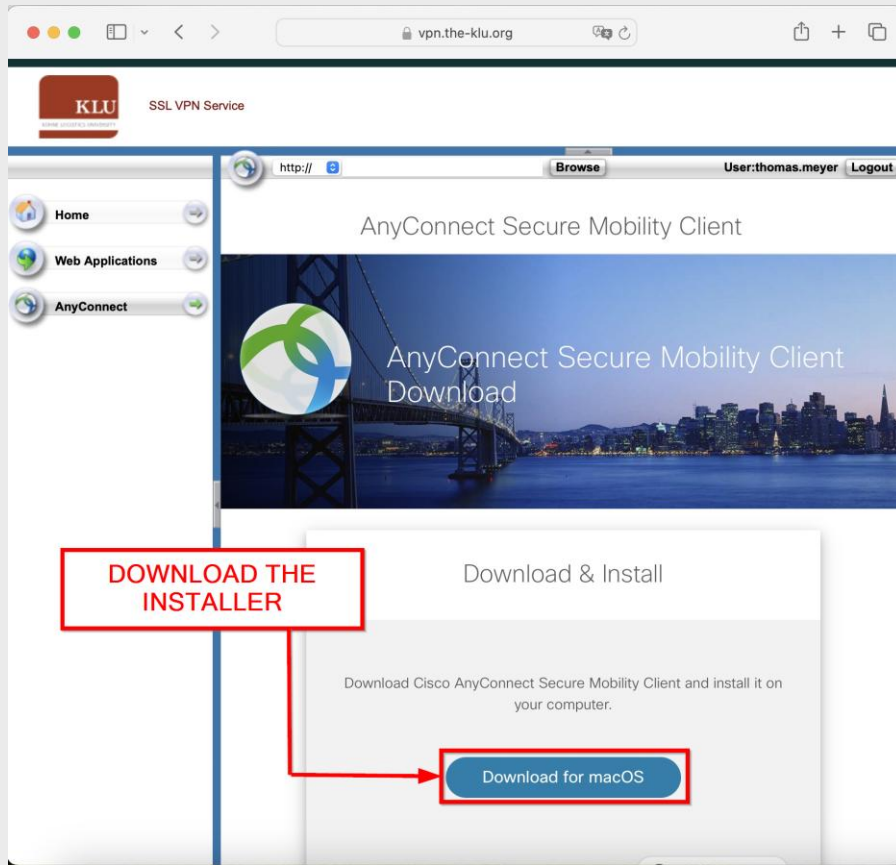 vpn.the-klu.org
KLU
SSL VPN Service
http://
Browse
User:thomas.meyer
Logout
Home
Web Applications
AnyConnect
AnyConnect Secure Mobility Client
AnyConnect Secure Mobility Client
Download
DOWNLOAD THE
INSTALLER
Download & Install
Download Cisco AnyConnect Secure Mobility Client and install it on
your computer.
Download for macOS